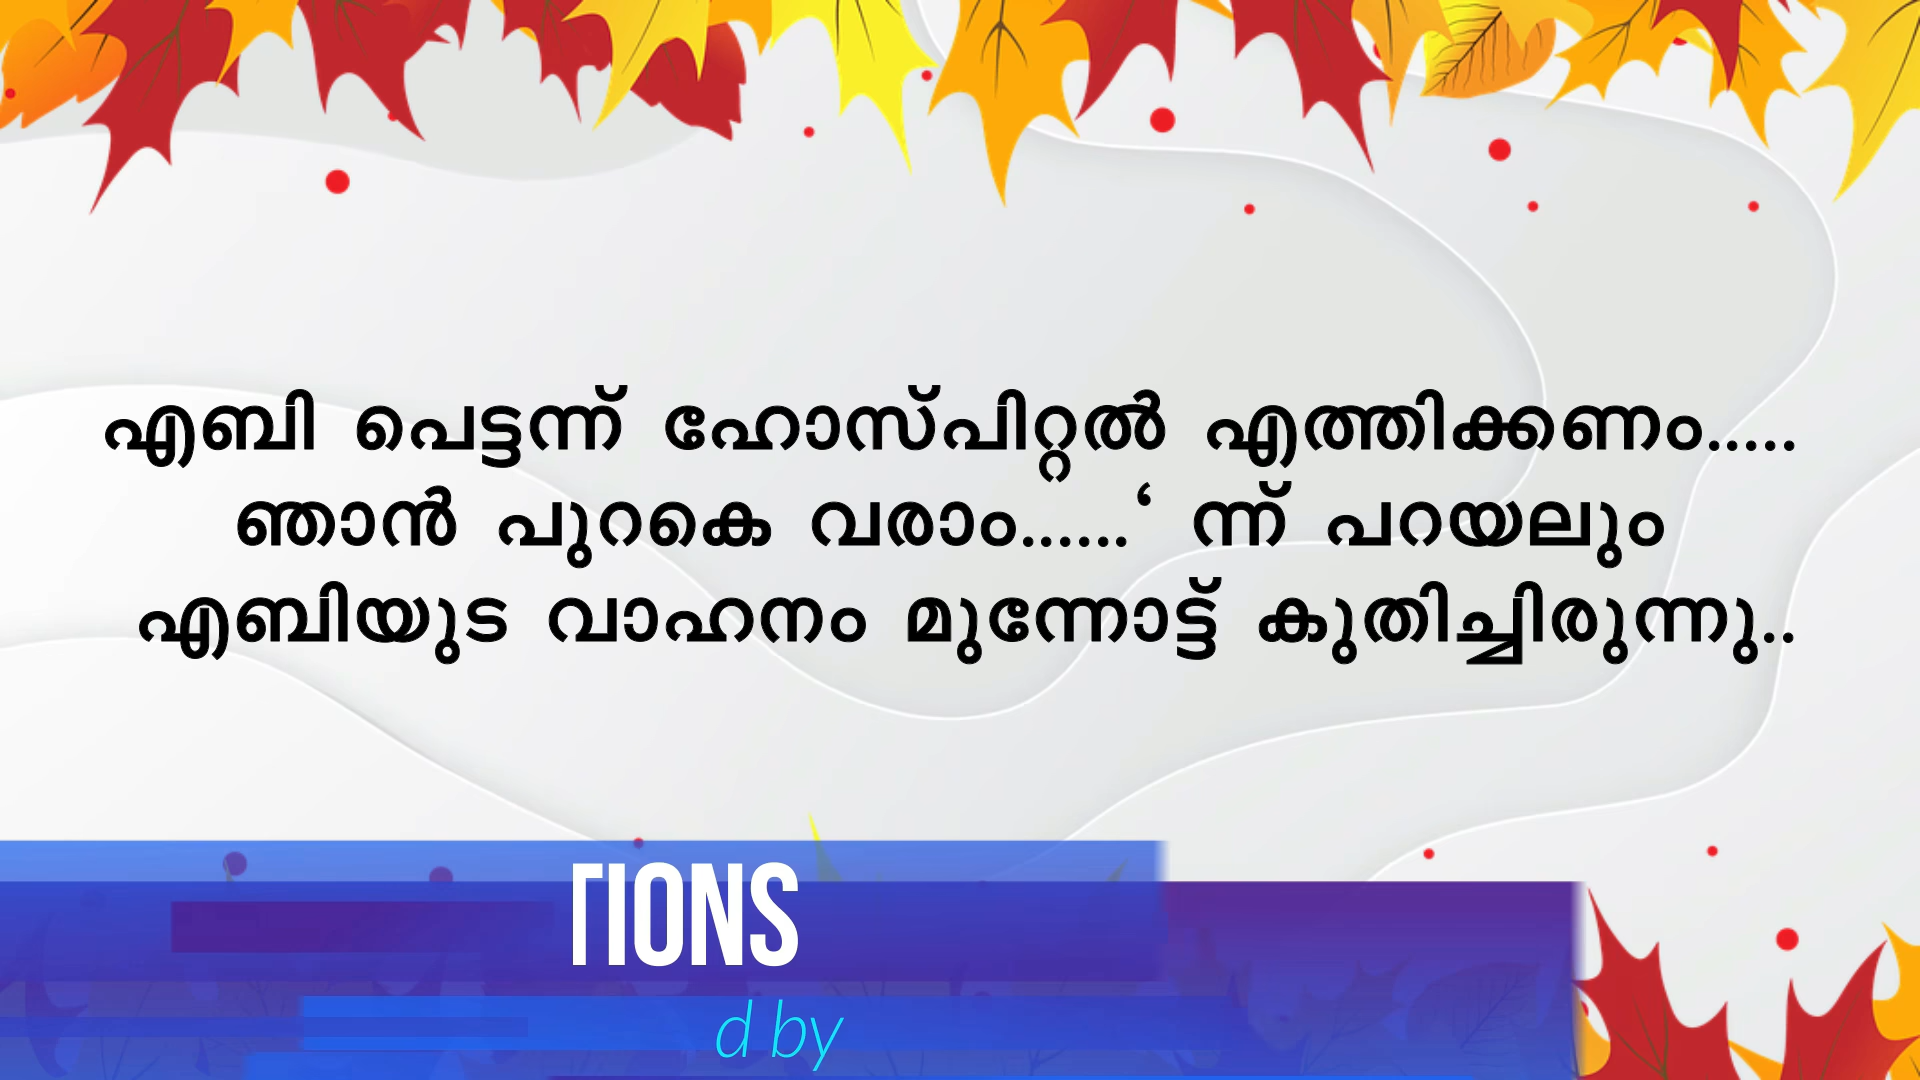 എബി പെട്ടന്ന് ഹോസ്പിറ്റൽ എത്തിക്കണം.....
ഞാൻ പുറകെ വരാം......‘ ന്ന് പറയലും
എബിയുട വാഹനം മുന്നോട്ട് കുതിച്ചിരുന്നു..
TIONS
d by